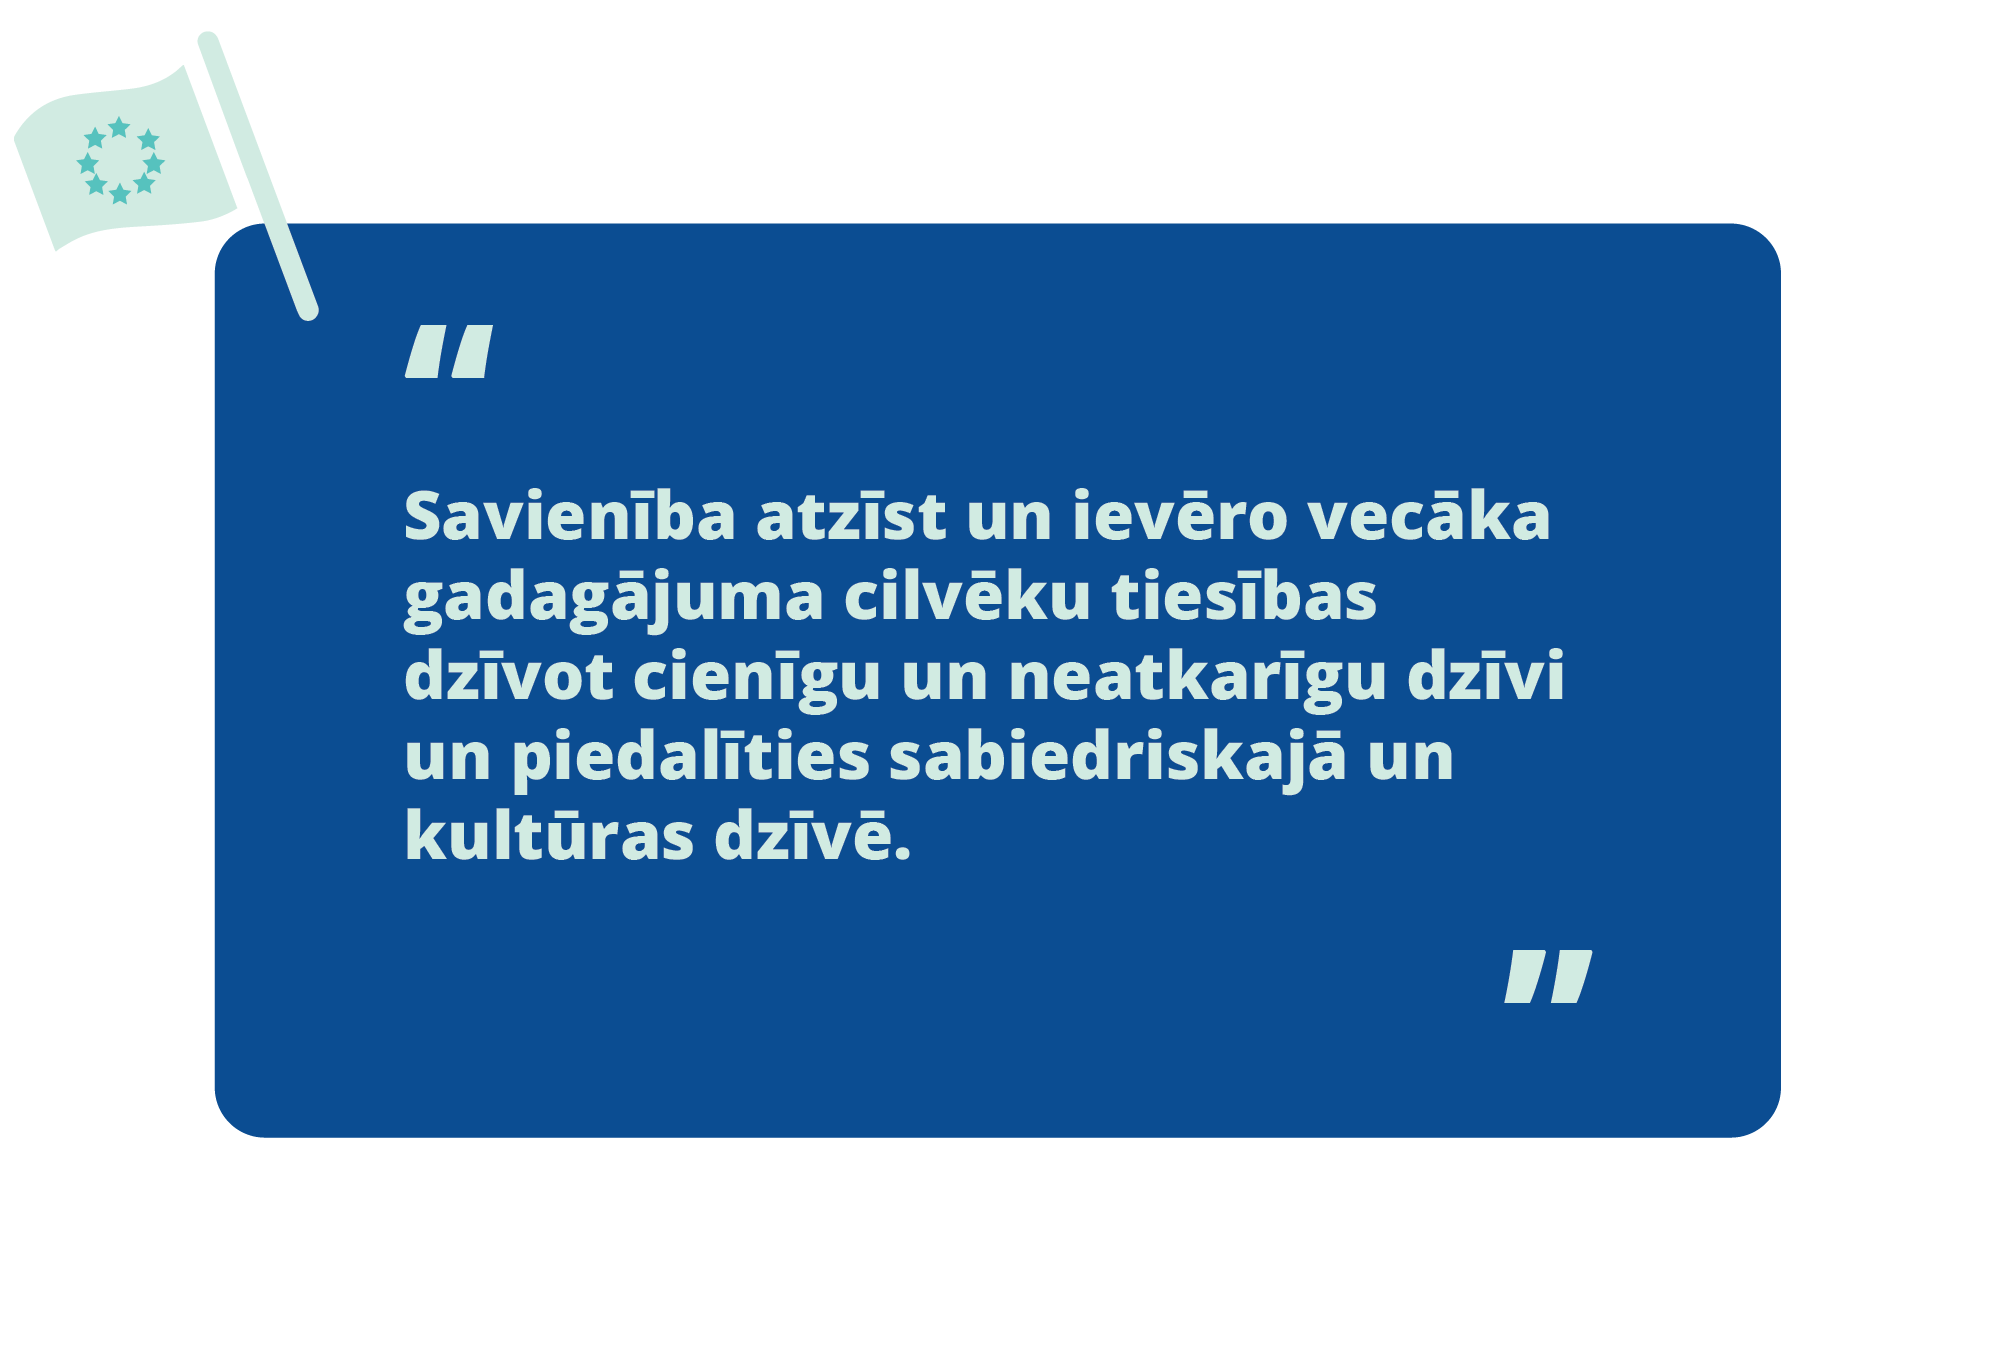 “
Savienība atzīst un ievēro vecāka
gadagājuma cilvēku tiesības
dzīvot cienīgu un neatkarīgu dzīvi
un piedalīties sabiedriskajā un
kultūras dzīvē.
”